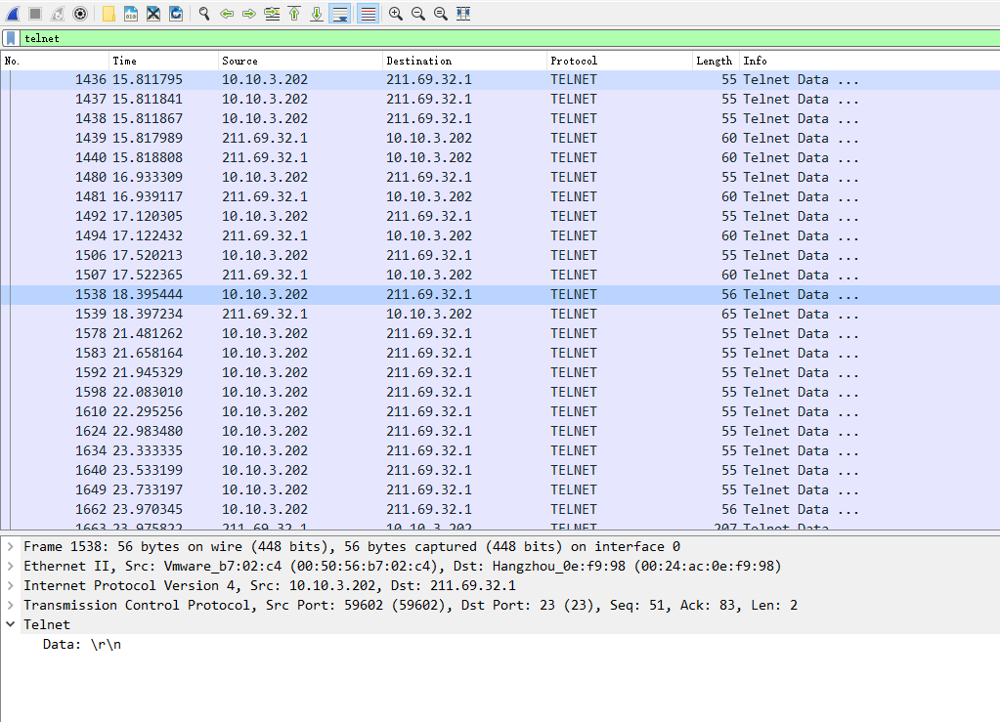 telnet
No. Time Source Destination Protocol Length Info
1436 15.811795 10.10.3.202 211.69.32.1 TELNET 55 Telnet Data ...
1437 15.811841 10.10.3.202 211.69.32.1 TELNET 55 Telnet Data ...
1438 15.811867 10.10.3.202 211.69.32.1 TELNET 55 Telnet Data ...
1439 15.817989 211.69.32.1 10.10.3.202 TELNET 60 Telnet Data ...
1440 15.818808 211.69.32.1 10.10.3.202 TELNET 60 Telnet Data ...
1480 16.933309 10.10.3.202 211.69.32.1 TELNET 55 Telnet Data ...
1481 16.939117 211.69.32.1 10.10.3.202 TELNET 60 Telnet Data ...
1492 17.120305 10.10.3.202 211.69.32.1 TELNET 55 Telnet Data ...
1494 17.122432 211.69.32.1 10.10.3.202 TELNET 60 Telnet Data ...
1506 17.520213 10.10.3.202 211.69.32.1 TELNET 55 Telnet Data ...
1507 17.522365 211.69.32.1 10.10.3.202 TELNET 60 Telnet Data ...
1538 18.395444 10.10.3.202 211.69.32.1 TELNET 56 Telnet Data ...
1539 18.397234 211.69.32.1 10.10.3.202 TELNET 65 Telnet Data ...
1578 21.481262 10.10.3.202 211.69.32.1 TELNET 55 Telnet Data ...
1583 21.658164 10.10.3.202 211.69.32.1 TELNET 55 Telnet Data ...
1592 21.945329 10.10.3.202 211.69.32.1 TELNET 55 Telnet Data ...
1598 22.083010 10.10.3.202 211.69.32.1 TELNET 55 Telnet Data ...
1610 22.295256 10.10.3.202 211.69.32.1 TELNET 55 Telnet Data ...
1624 22.983480 10.10.3.202 211.69.32.1 TELNET 55 Telnet Data ...
1634 23.333335 10.10.3.202 211.69.32.1 TELNET 55 Telnet Data ...
1640 23.533199 10.10.3.202 211.69.32.1 TELNET 55 Telnet Data ...
1649 23.733197 10.10.3.202 211.69.32.1 TELNET 55 Telnet Data ...
1662 23.970345 10.10.3.202 211.69.32.1 TELNET 56 Telnet Data ...
1663 23.975822 211.69.32.1 10.10.3.202 TELNET 207 Telnet Data ...
Frame 1538: 56 bytes on wire (448 bits), 56 bytes captured (448 bits) on interface 0
Ethernet II, Src: Vmware_b7:02:c4 (00:50:56:b7:02:c4), Dst: Hangzhou_0e:f9:98 (00:24:ac:0e:f9:98)
Internet Protocol Version 4, Src: 10.10.3.202, Dst: 211.69.32.1
Transmission Control Protocol, Src Port: 59602 (59602), Dst Port: 23 (23), Seq: 51, Ack: 83, Len: 2
Telnet
Data: \r\n